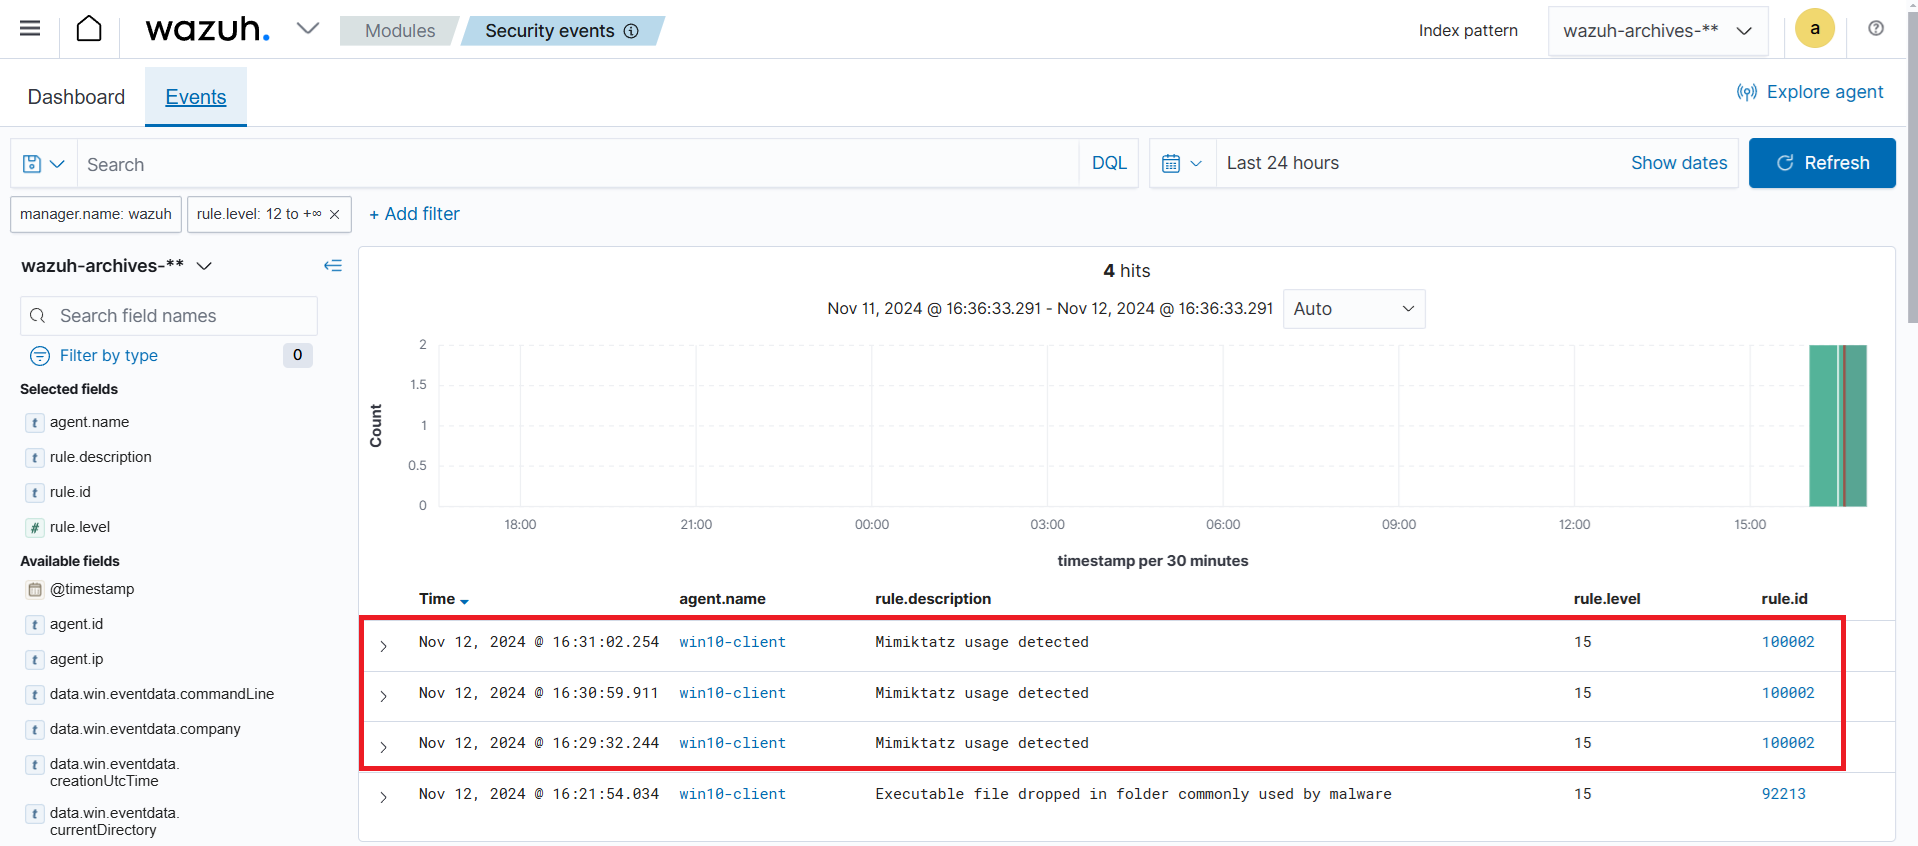 wazuh.
Modules
Security events
Index pattern
wazuh-archives-**
a
Dashboard
Events
Explore agent
Search
DQL
Last 24 hours
Show dates
Refresh
manager.name: wazuh
rule.level: 12 to +∞
+ Add filter
wazuh-archives-**
Search field names
Filter by type
0
Selected fields
t agent.name
t rule.description
t rule.id
# rule.level
Available fields
@timestamp
t agent.id
t agent.ip
t data.win.eventdata.commandLine
t data.win.eventdata.company
t data.win.eventdata.
creationUtcTime
t data.win.eventdata.
currentDirectory
4 hits
Nov 11, 2024 @ 16:36:33.291 - Nov 12, 2024 @ 16:36:33.291
Auto
Count
2
1.5
1
0.5
0
18:00 21:00 00:00 03:00 06:00 09:00 12:00 15:00
timestamp per 30 minutes
Time agent.name rule.description rule.level rule.id
Nov 12, 2024 @ 16:31:02.254 win10-client Mimiktatz usage detected 15 100002
Nov 12, 2024 @ 16:30:59.911 win10-client Mimiktatz usage detected 15 100002
Nov 12, 2024 @ 16:29:32.244 win10-client Mimiktatz usage detected 15 100002
Nov 12, 2024 @ 16:21:54.034 win10-client Executable file dropped in folder commonly used by malware 15 92213